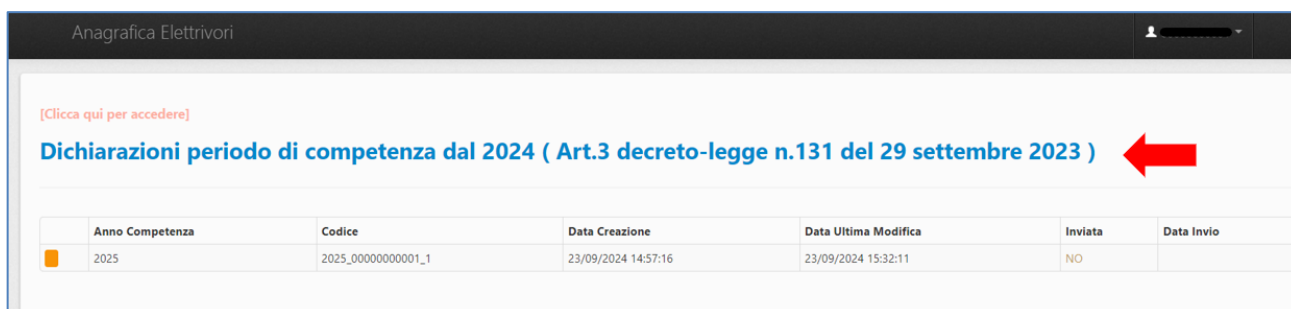 Anagrafica Elettrivori
[Clicca qui per accedere]
Dichiarazioni periodo di competenza dal 2024 ( Art.3 decreto-legge n.131 del 29 settembre 2023 )
Anno Competenza Codice Data Creazione Data Ultima Modifica Inviata Data Invio
2025 2025_00000000001_1 23/09/2024 14:57:16 23/09/2024 15:32:11 NO